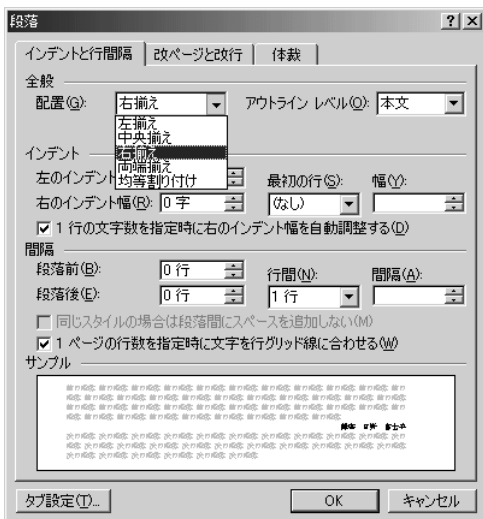 段落
インデントと行間隔 改ページと改行 体裁
全般
配置(G): 右揃え アウトライン レベル(O): 本文
左揃え
中央揃え
右揃え
両端揃え
均等割り付け
インデント
左のインデント 最初の行(S): 幅(Y):
右のインデント幅(R): 0 字 (なし)
1 行の文字数を指定時に右のインデント幅を自動調整する(D)
間隔
段落前(B): 0 行 行間(N): 間隔(A):
段落後(E): 0 行 1 行
同じスタイルの場合は段落間にスペースを追加しない(M)
1 ページの行数を指定時に文字を行グリッド線に合わせる(W)
サンプル
タブ設定(T)... OK キャンセル